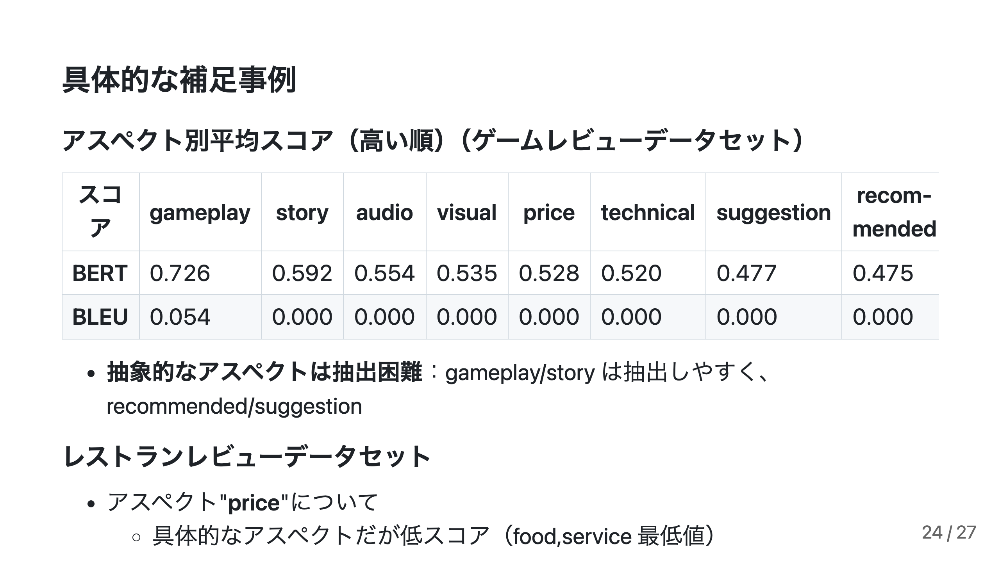 具体的な補足事例
アスペクト別平均スコア（高い順）（ゲームレビューデータセット）
スコア gameplay story audio visual price technical suggestion recom-mended
BERT 0.726 0.592 0.554 0.535 0.528 0.520 0.477 0.475
BLEU 0.054 0.000 0.000 0.000 0.000 0.000 0.000 0.000
• 抽象的なアスペクトは抽出困難：gameplay/story は抽出しやすく、
recommended/suggestion
レストランレビューデータセット
• アスペクト"price"について
○ 具体的なアスペクトだが低スコア（food,service 最低値）
24 / 27